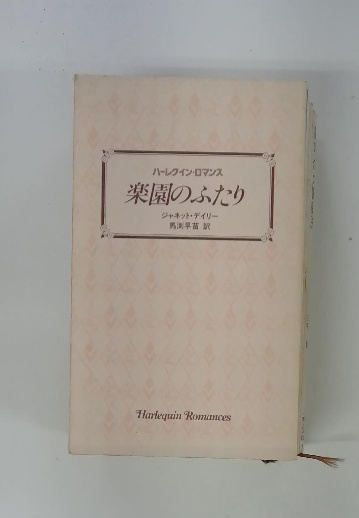 ハーレクイン・ロマンス
楽園のふたり
ジャネット・デイリー
馬渕早苗 訳
Harlequin Romances